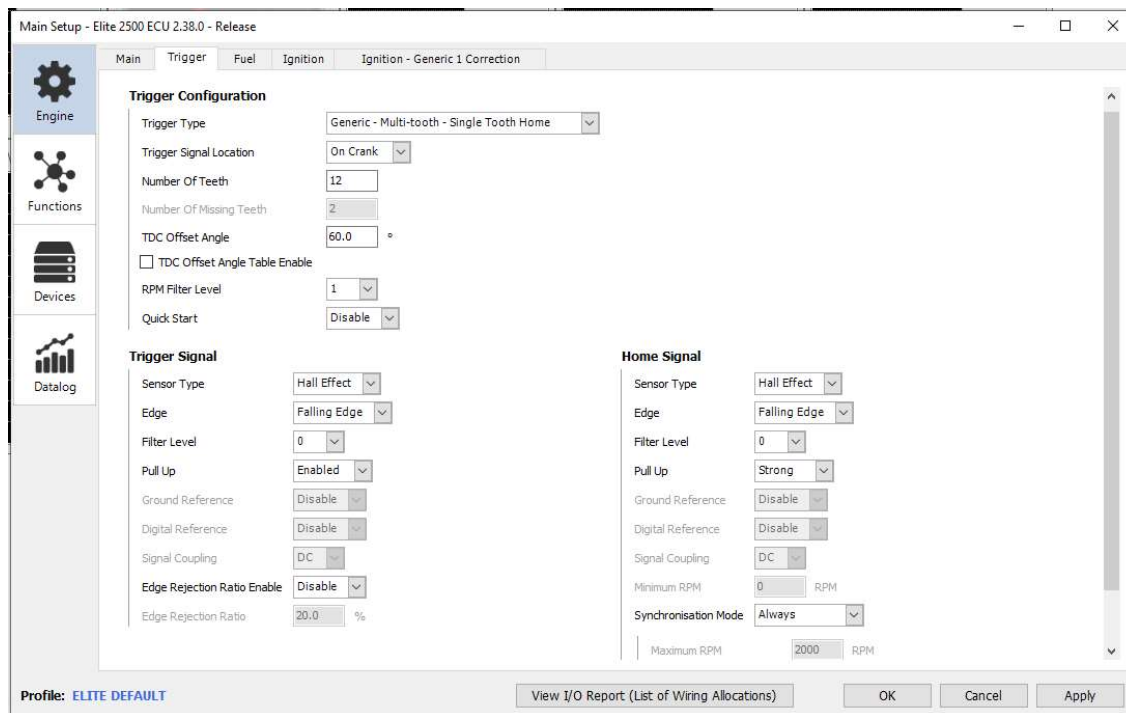 Main Setup - Elite 2500 ECU 2.38.0 - Release
Engine
Functions
Devices
Datalog
Main Trigger Fuel Ignition Ignition - Generic 1 Correction
Trigger Configuration
Trigger Type Generic - Multi-tooth - Single Tooth Home
Trigger Signal Location On Crank
Number Of Teeth 12
Number Of Missing Teeth 2
TDC Offset Angle 60.0 °
TDC Offset Angle Table Enable
RPM Filter Level 1
Quick Start Disable
Trigger Signal
Sensor Type Hall Effect
Edge Falling Edge
Filter Level 0
Pull Up Enabled
Ground Reference Disable
Digital Reference Disable
Signal Coupling DC
Edge Rejection Ratio Enable Disable
Edge Rejection Ratio 20.0 %
Home Signal
Sensor Type Hall Effect
Edge Falling Edge
Filter Level 0
Pull Up Strong
Ground Reference Disable
Digital Reference Disable
Signal Coupling DC
Minimum RPM 0 RPM
Synchronisation Mode Always
Maximum RPM 2000 RPM
Profile: ELITE DEFAULT
View I/O Report (List of Wiring Allocations) OK Cancel Apply